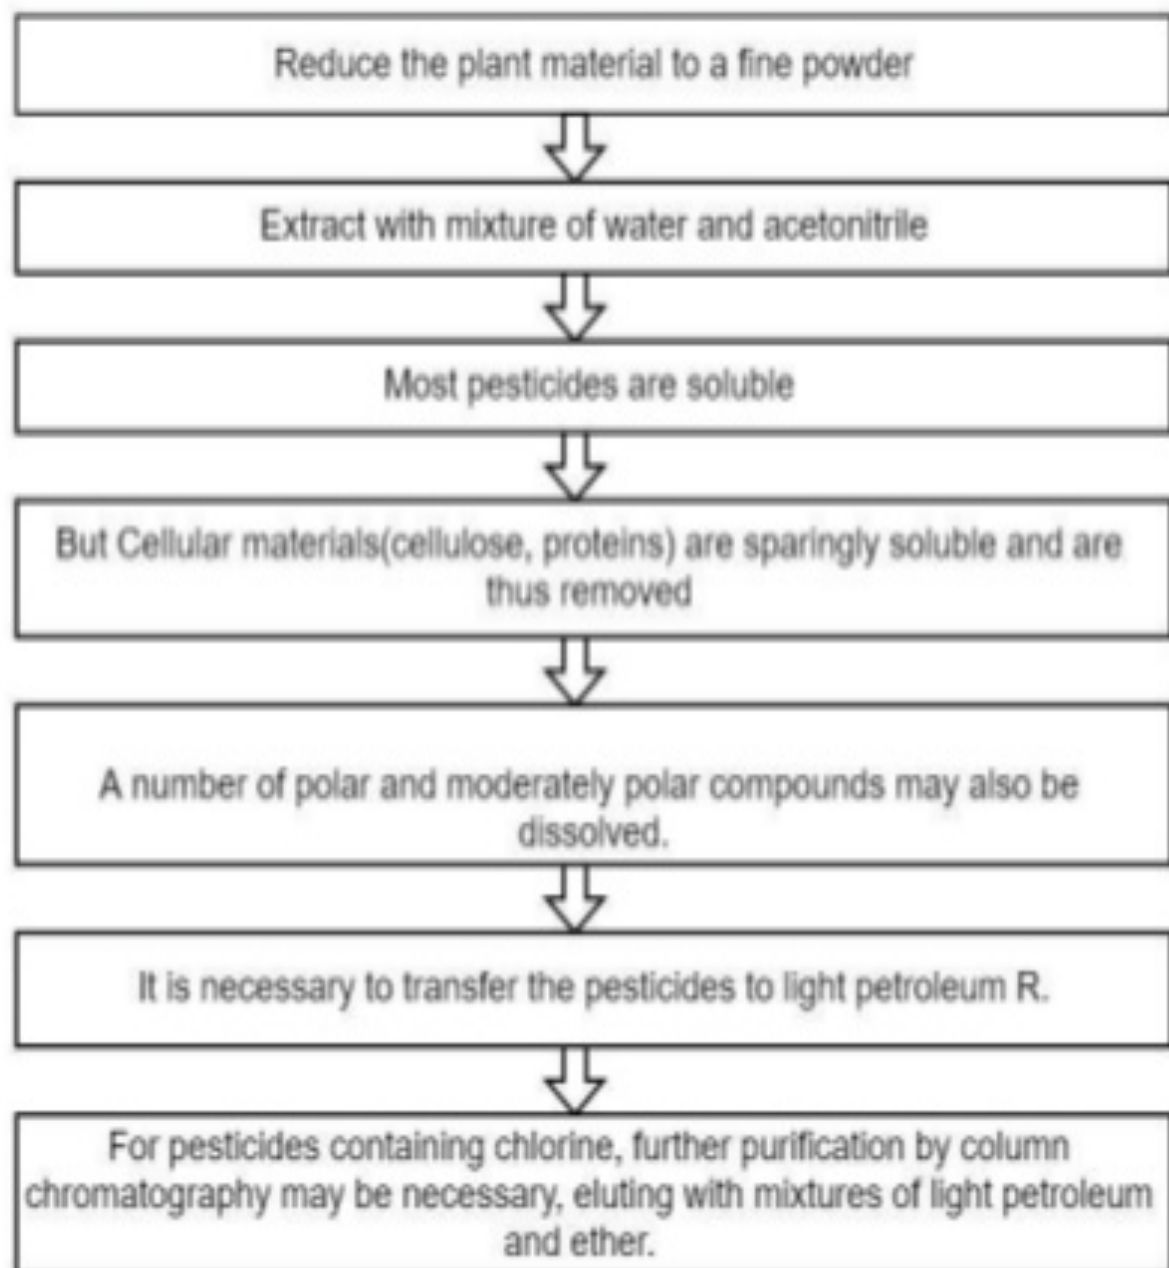 Reduce the plant material to a fine powder
Extract with mixture of water and acetonitrile
Most pesticides are soluble
But Cellular materials(cellulose, proteins) are sparingly soluble and are
thus removed
A number of polar and moderately polar compounds may also be
dissolved.
It is necessary to transfer the pesticides to light petroleum R.
For pesticides containing chlorine, further purification by column
chromatography may be necessary, eluting with mixtures of light petroleum
and ether.